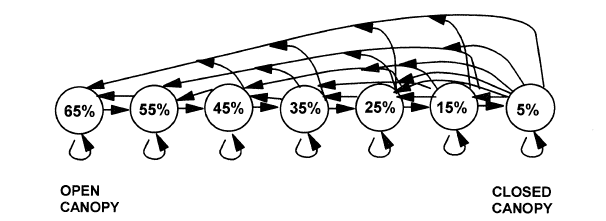 65% 55% 45% 35% 25% 15% 5%
OPEN CLOSED
CANOPY CANOPY